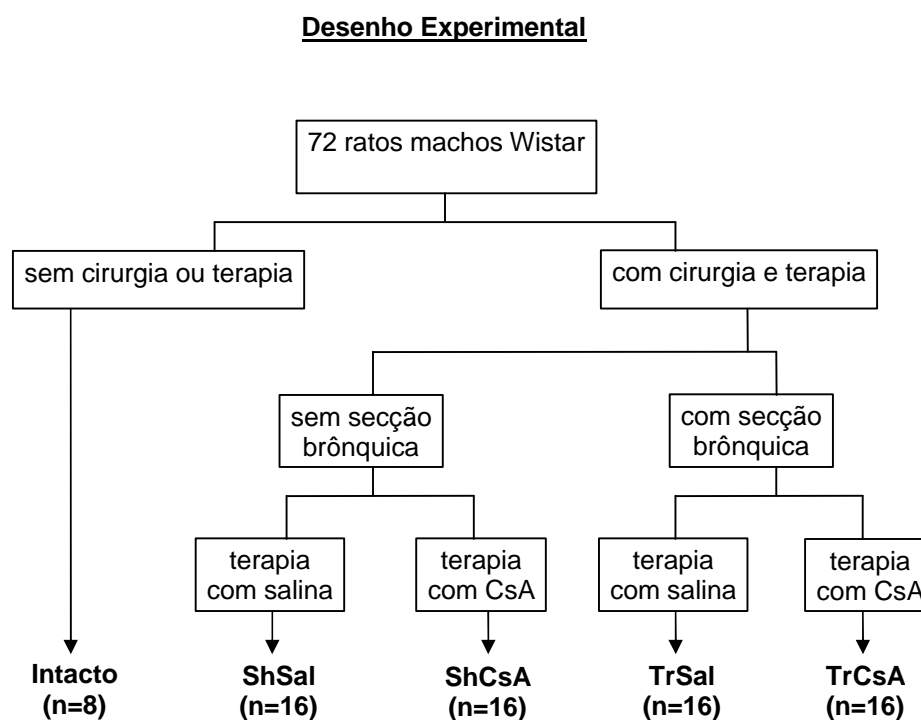 Desenho Experimental
72 ratos machos Wistar
sem cirurgia ou terapia
com cirurgia e terapia
sem secção
brônquica
com secção
brônquica
terapia
com salina
terapia
com CsA
terapia
com salina
terapia
com CsA
Intacto
(n=8)
ShSal
(n=16)
ShCsA
(n=16)
TrSal
(n=16)
TrCsA
(n=16)